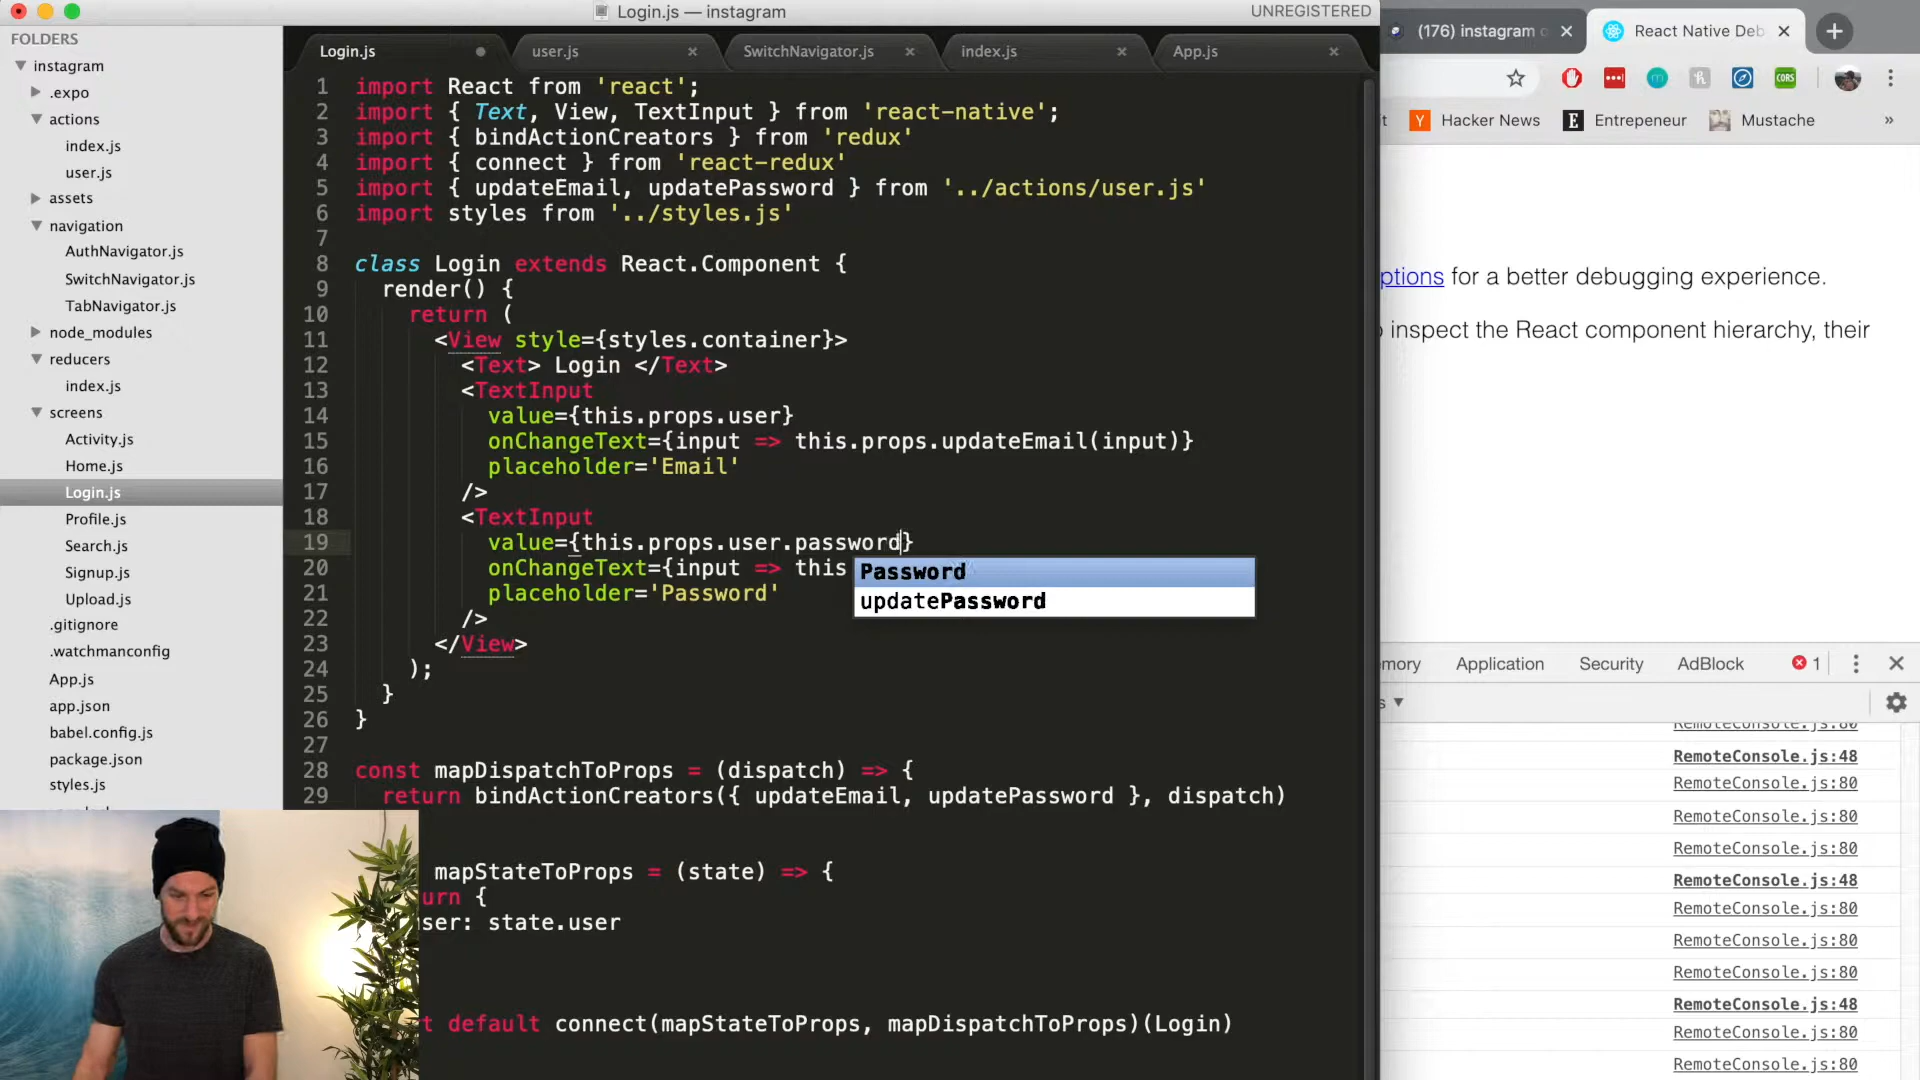 Login.js — instagram
UNREGISTERED
FOLDERS
instagram
.expo
actions
index.js
user.js
assets
navigation
AuthNavigator.js
SwitchNavigator.js
TabNavigator.js
node_modules
reducers
index.js
screens
Activity.js
Home.js
Login.js
Profile.js
Search.js
Signup.js
Upload.js
.gitignore
.watchmanconfig
App.js
app.json
babel.config.js
package.json
styles.js
Login.js
user.js
SwitchNavigator.js
index.js
App.js
1 import React from 'react';
2 import { Text, View, TextInput } from 'react-native';
3 import { bindActionCreators } from 'redux'
4 import { connect } from 'react-redux'
5 import { updateEmail, updatePassword } from '../actions/user.js'
6 import styles from '../styles.js'
7
8 class Login extends React.Component {
9 render() {
10 return (
11 <View style={styles.container}>
12 <Text> Login </Text>
13 <TextInput
14 value={this.props.user}
15 onChangeText={input => this.props.updateEmail(input)}
16 placeholder='Email'
17 />
18 <TextInput
19 value={this.props.user.password}
20 onChangeText={input => this
21 placeholder='Password'
22 />
23 </View>
24 );
25 }
26 }
27
28 const mapDispatchToProps = (dispatch) => {
29 return bindActionCreators({ updateEmail, updatePassword }, dispatch)
mapStateToProps = (state) => {
urn {
ser: state.user
t default connect(mapStateToProps, mapDispatchToProps)(Login)
Password
updatePassword
(176) instagram
React Native Deb
CORS
Hacker News
E
Entrepeneur
Mustache
»
ptions for a better debugging experience.
inspect the React component hierarchy, their
mory
Application
Security
AdBlock
1
s
RemoteConsole.js:80
RemoteConsole.js:48
RemoteConsole.js:80
RemoteConsole.js:80
RemoteConsole.js:80
RemoteConsole.js:48
RemoteConsole.js:80
RemoteConsole.js:80
RemoteConsole.js:80
RemoteConsole.js:48
RemoteConsole.js:80
RemoteConsole.js:80